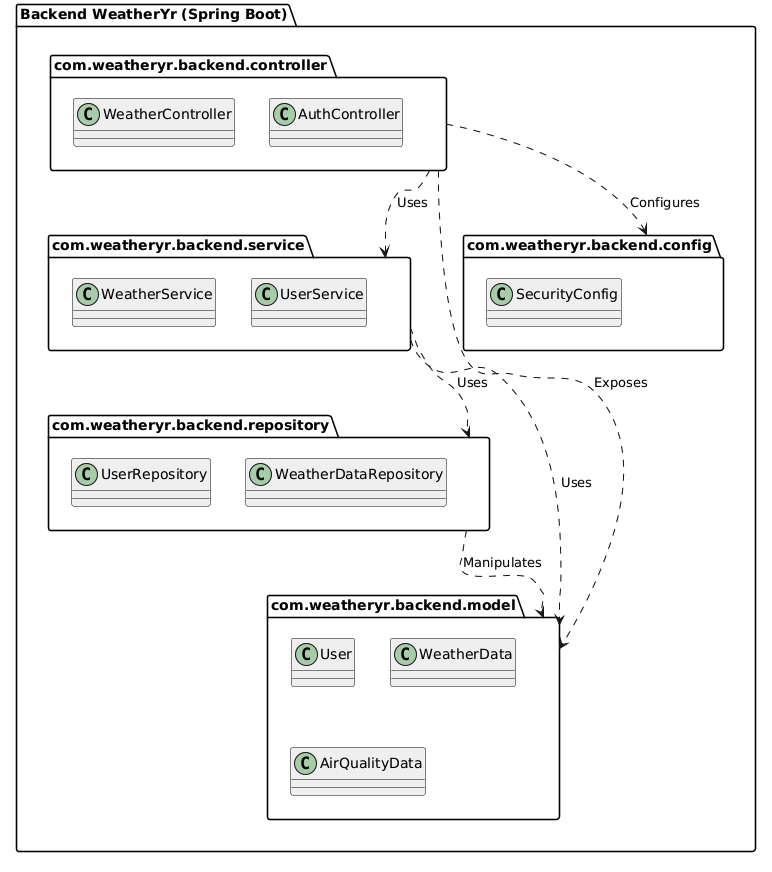 Backend WeatherYr (Spring Boot)
com.weatheryr.backend.controller
C WeatherController
C AuthController
Uses
Configures
com.weatheryr.backend.service
C WeatherService
C UserService
com.weatheryr.backend.config
C SecurityConfig
Uses
Exposes
com.weatheryr.backend.repository
C UserRepository
C WeatherDataRepository
Uses
Manipulates
com.weatheryr.backend.model
C User
C WeatherData
C AirQualityData